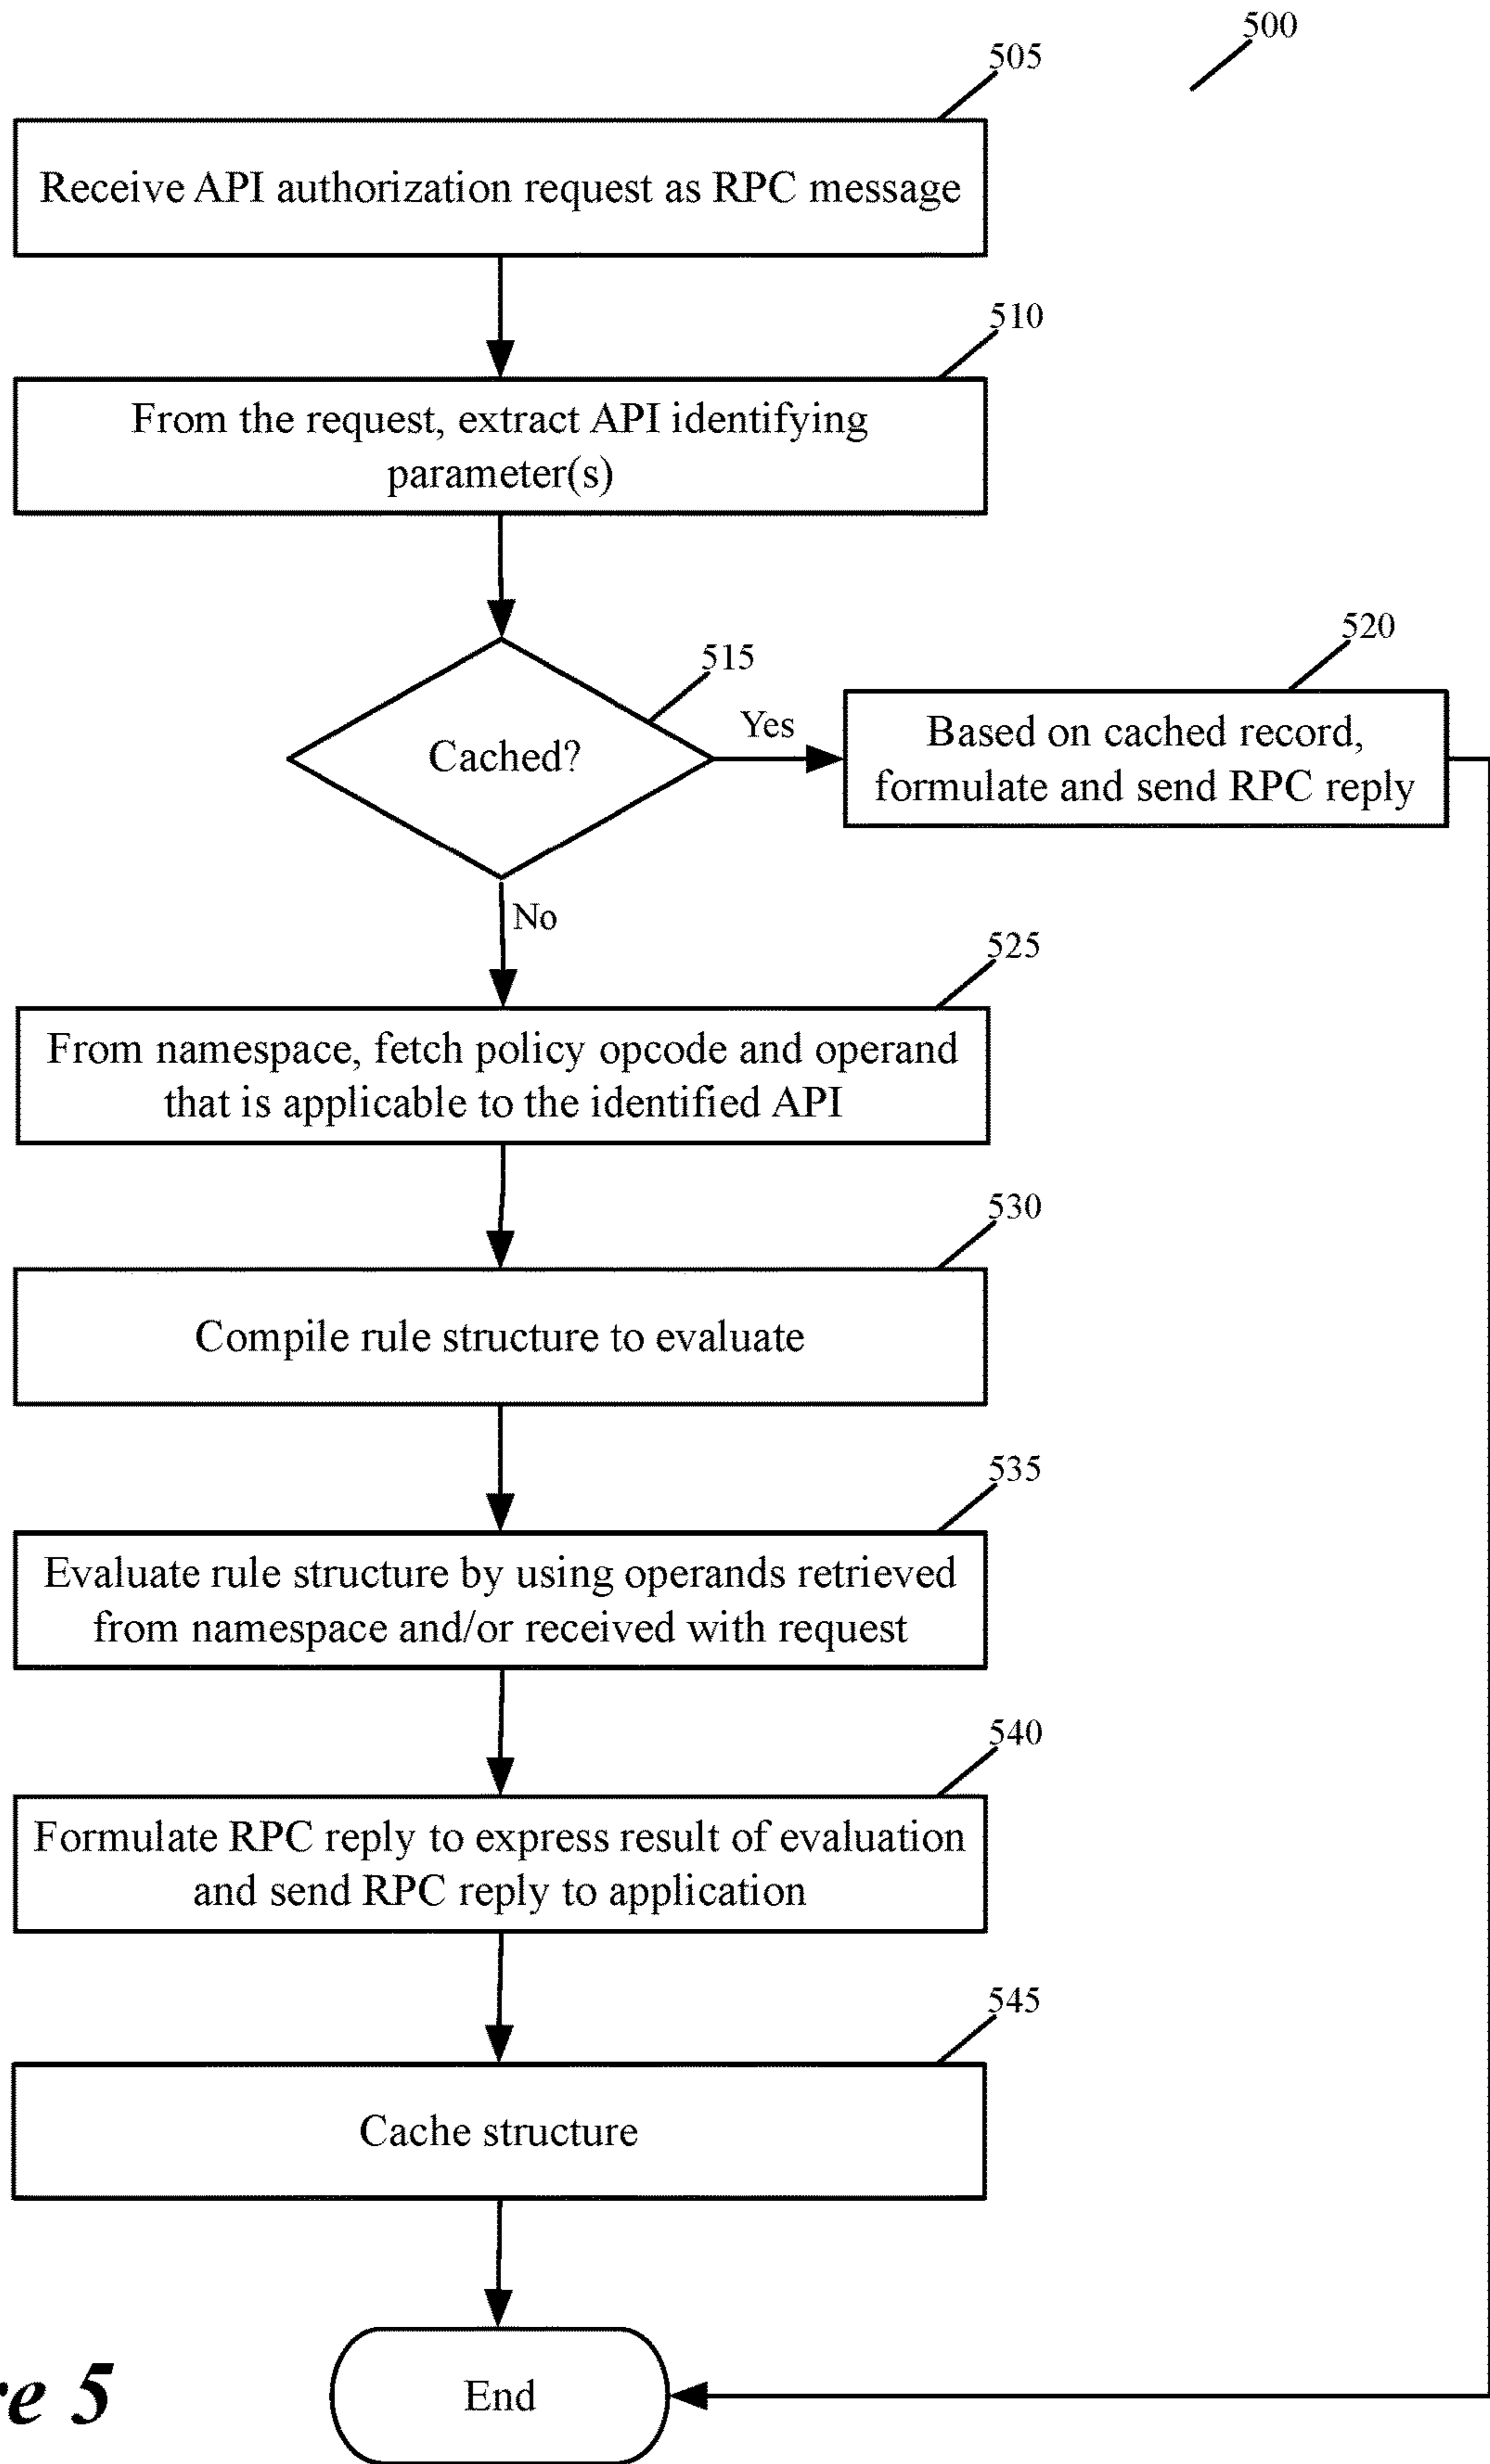 500
505
Receive API authorization request as RPC message
510
From the request, extract API identifying
parameter(s)
515
Cached?
Yes
520
Based on cached record,
formulate and send RPC reply
No
525
From namespace, fetch policy opcode and operand
that is applicable to the identified API
530
Compile rule structure to evaluate
535
Evaluate rule structure by using operands retrieved
from namespace and/or received with request
540
Formulate RPC reply to express result of evaluation
and send RPC reply to application
545
Cache structure
End
5